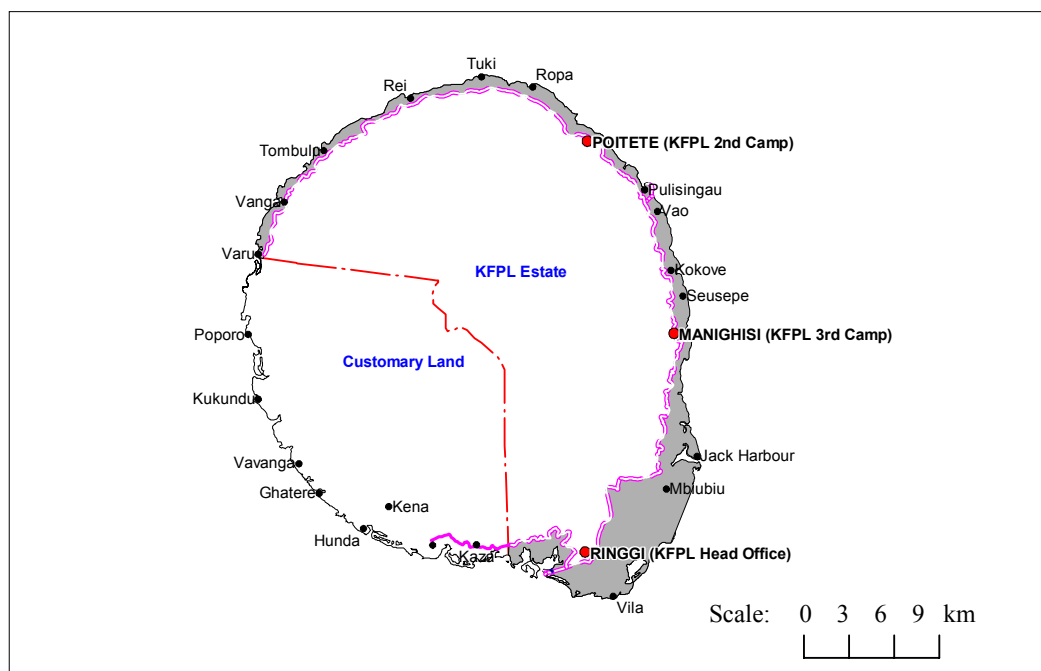 Tuki
Ropa
Rei
POITETE (KFPL 2nd Camp)
Tombulu
Pulisingau
Vanga
Vao
Varu
KFPL Estate
Kokove
Seusepe
Poporo
MANIGHISI (KFPL 3rd Camp)
Customary Land
Kukundu
Jack Harbour
Vavanga
Mbiubiu
Ghatere
Kena
Hunda
Kaza
RINGGI (KFPL Head Office)
Vila
Scale: 0 3 6 9 km